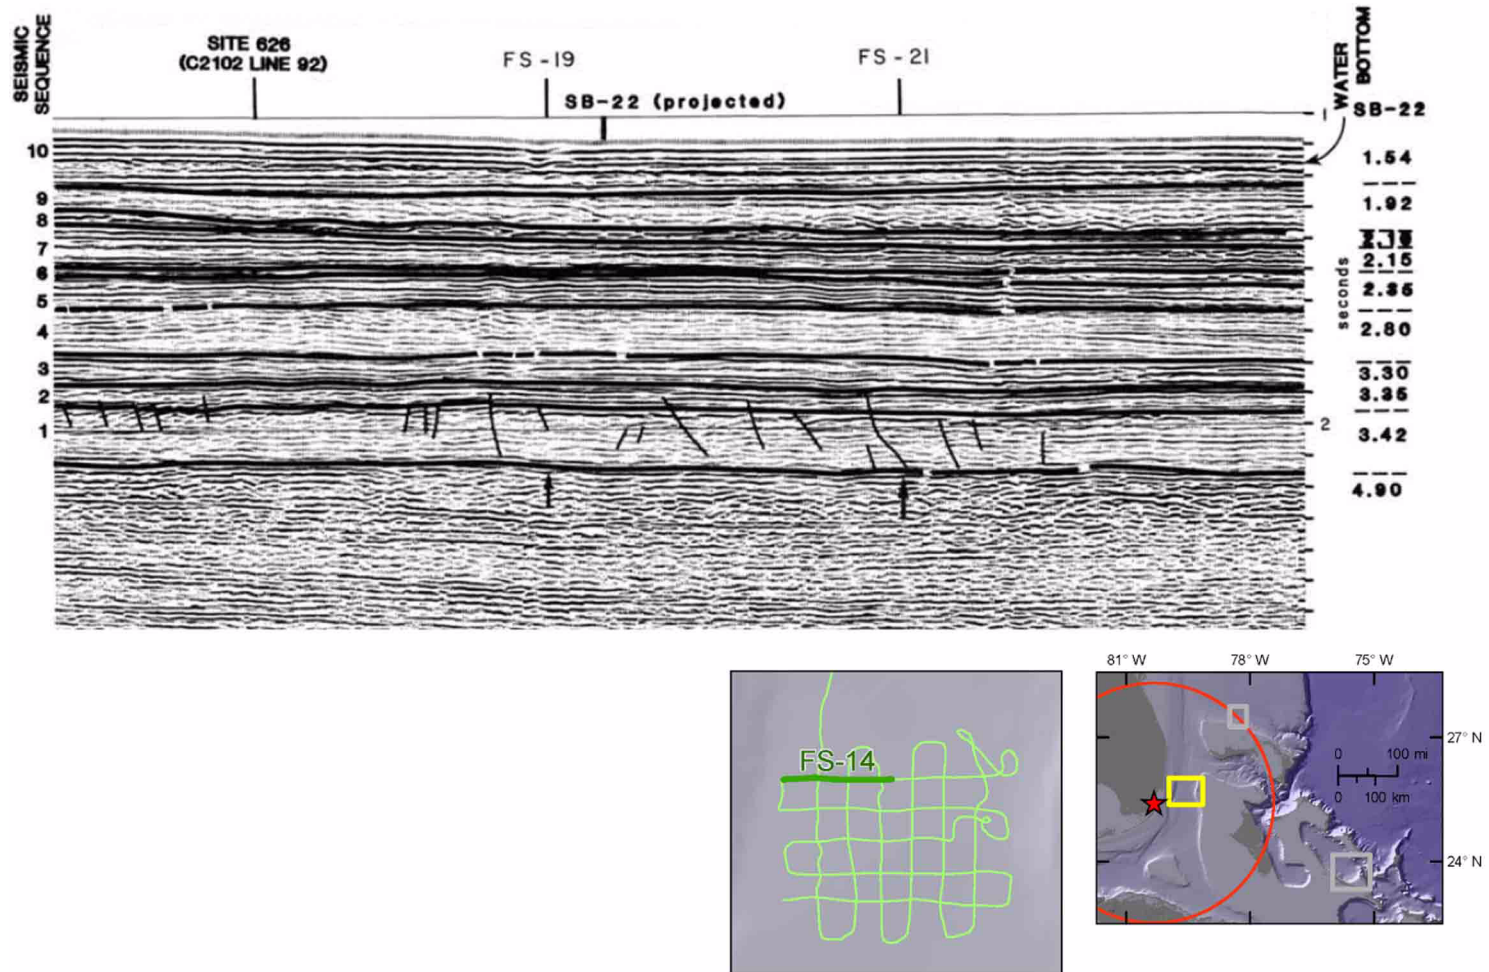 SEISMIC
SEQUENCE
SITE 626
(C2102 LINE 92)
FS-19
FS-21
SB-22 (projected)
WATER
BOTTOM
SB-22
1
2
seconds
10
9
8
7
6
5
4
3
2
1
1.54
1.92
2.15
2.35
2.80
3.30
3.35
3.42
4.90
FS-14
81° W
78° W
75° W
27° N
24° N
0 100 mi
0 100 km